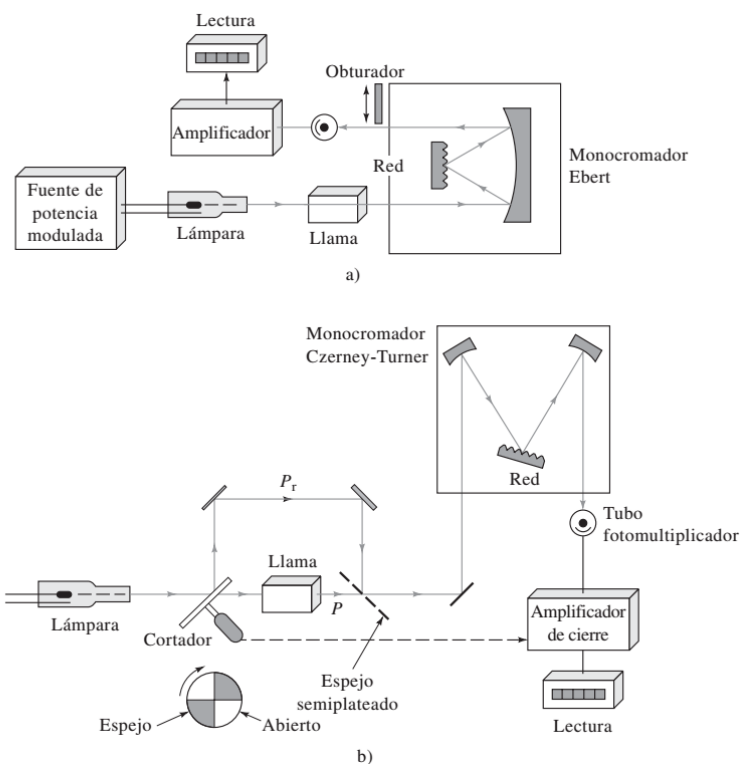 Lectura
Obturador
Amplificador
Red
Monocromador
Ebert
Fuente de
potencia
modulada
Lámpara
Llama
a)
Monocromador
Czerney-Turner
Red
Pr
Tubo
fotomultiplicador
Llama
P
Lámpara
Cortador
Amplificador
de cierre
Espejo
semiplateado
Espejo
Abierto
Lectura
b)